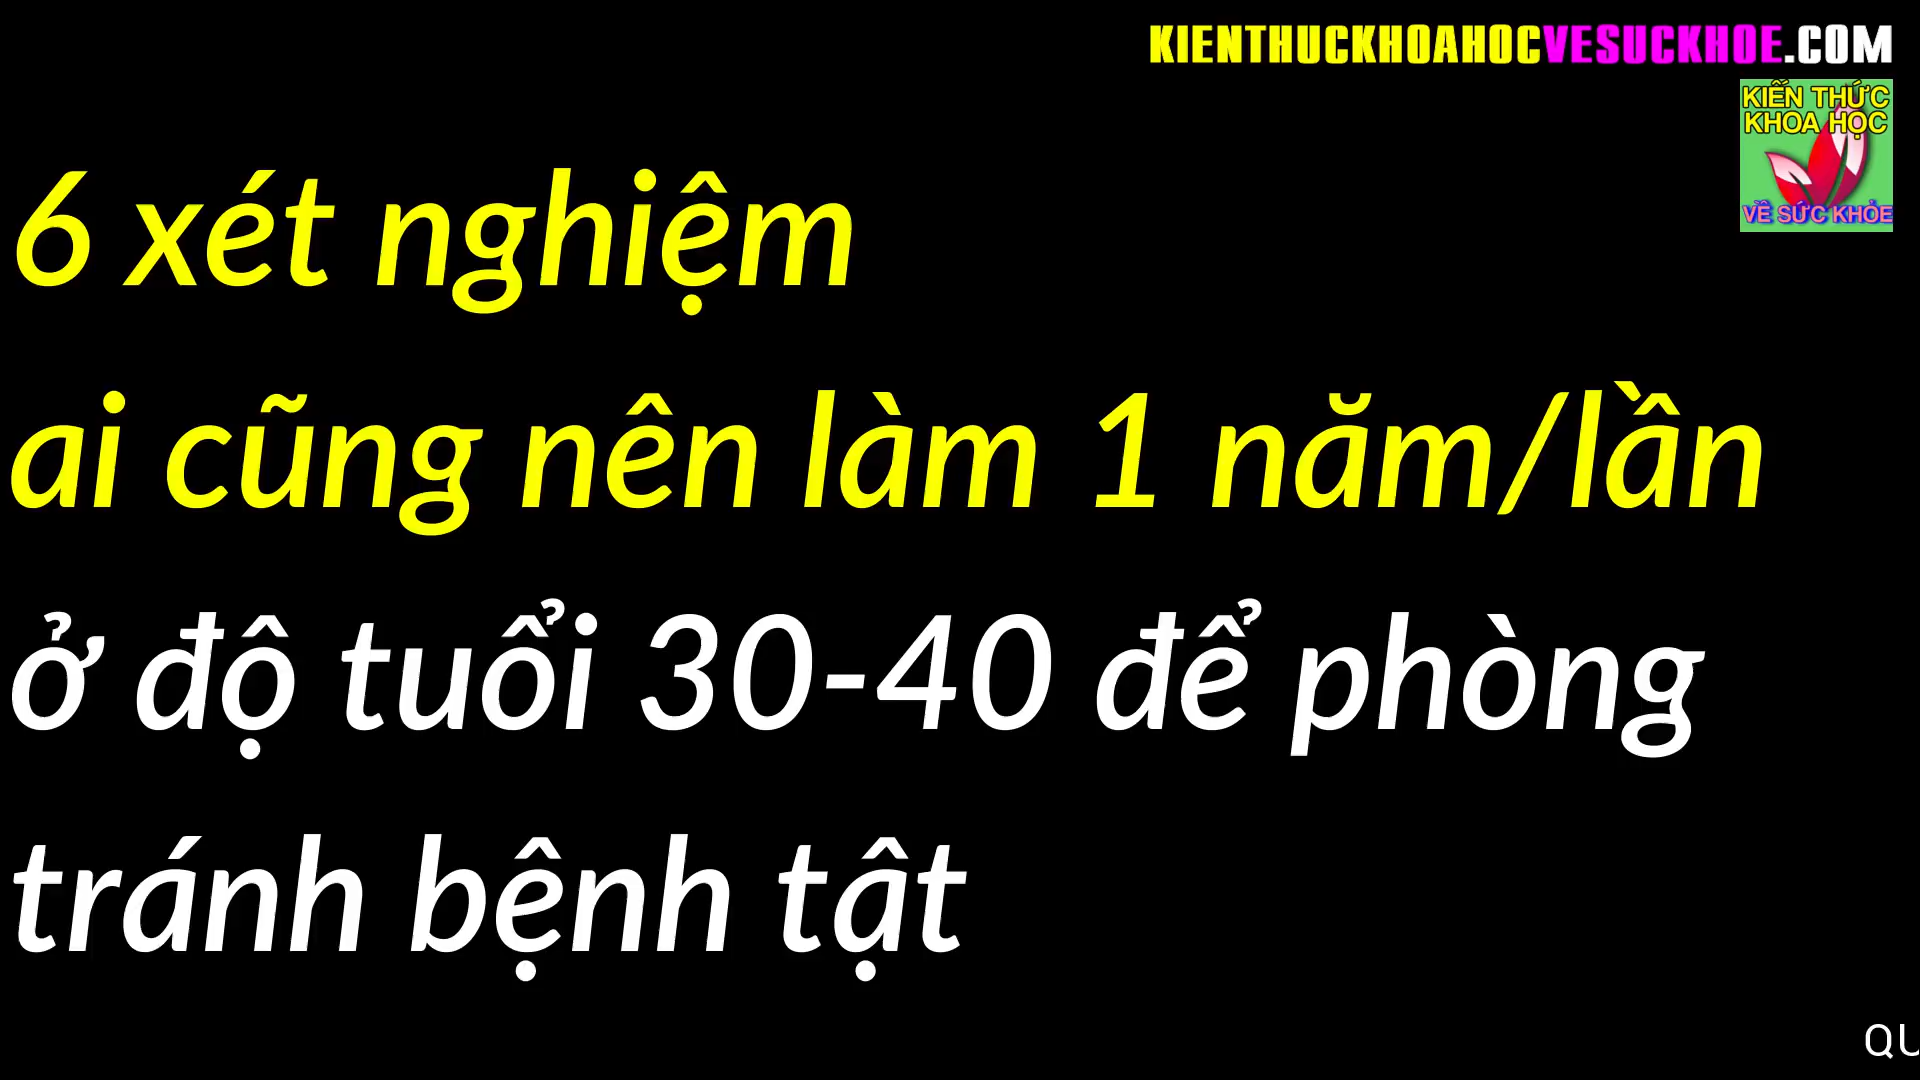 KIENTHUCKHOAHOCVESUCKHOE.COM
KIẾN THỨC
KHOA HỌC
VỀ SỨC KHỎE
6 xét nghiệm
ai cũng nên làm 1 năm/lần
ở độ tuổi 30-40 để phòng
tránh bệnh tật
QU